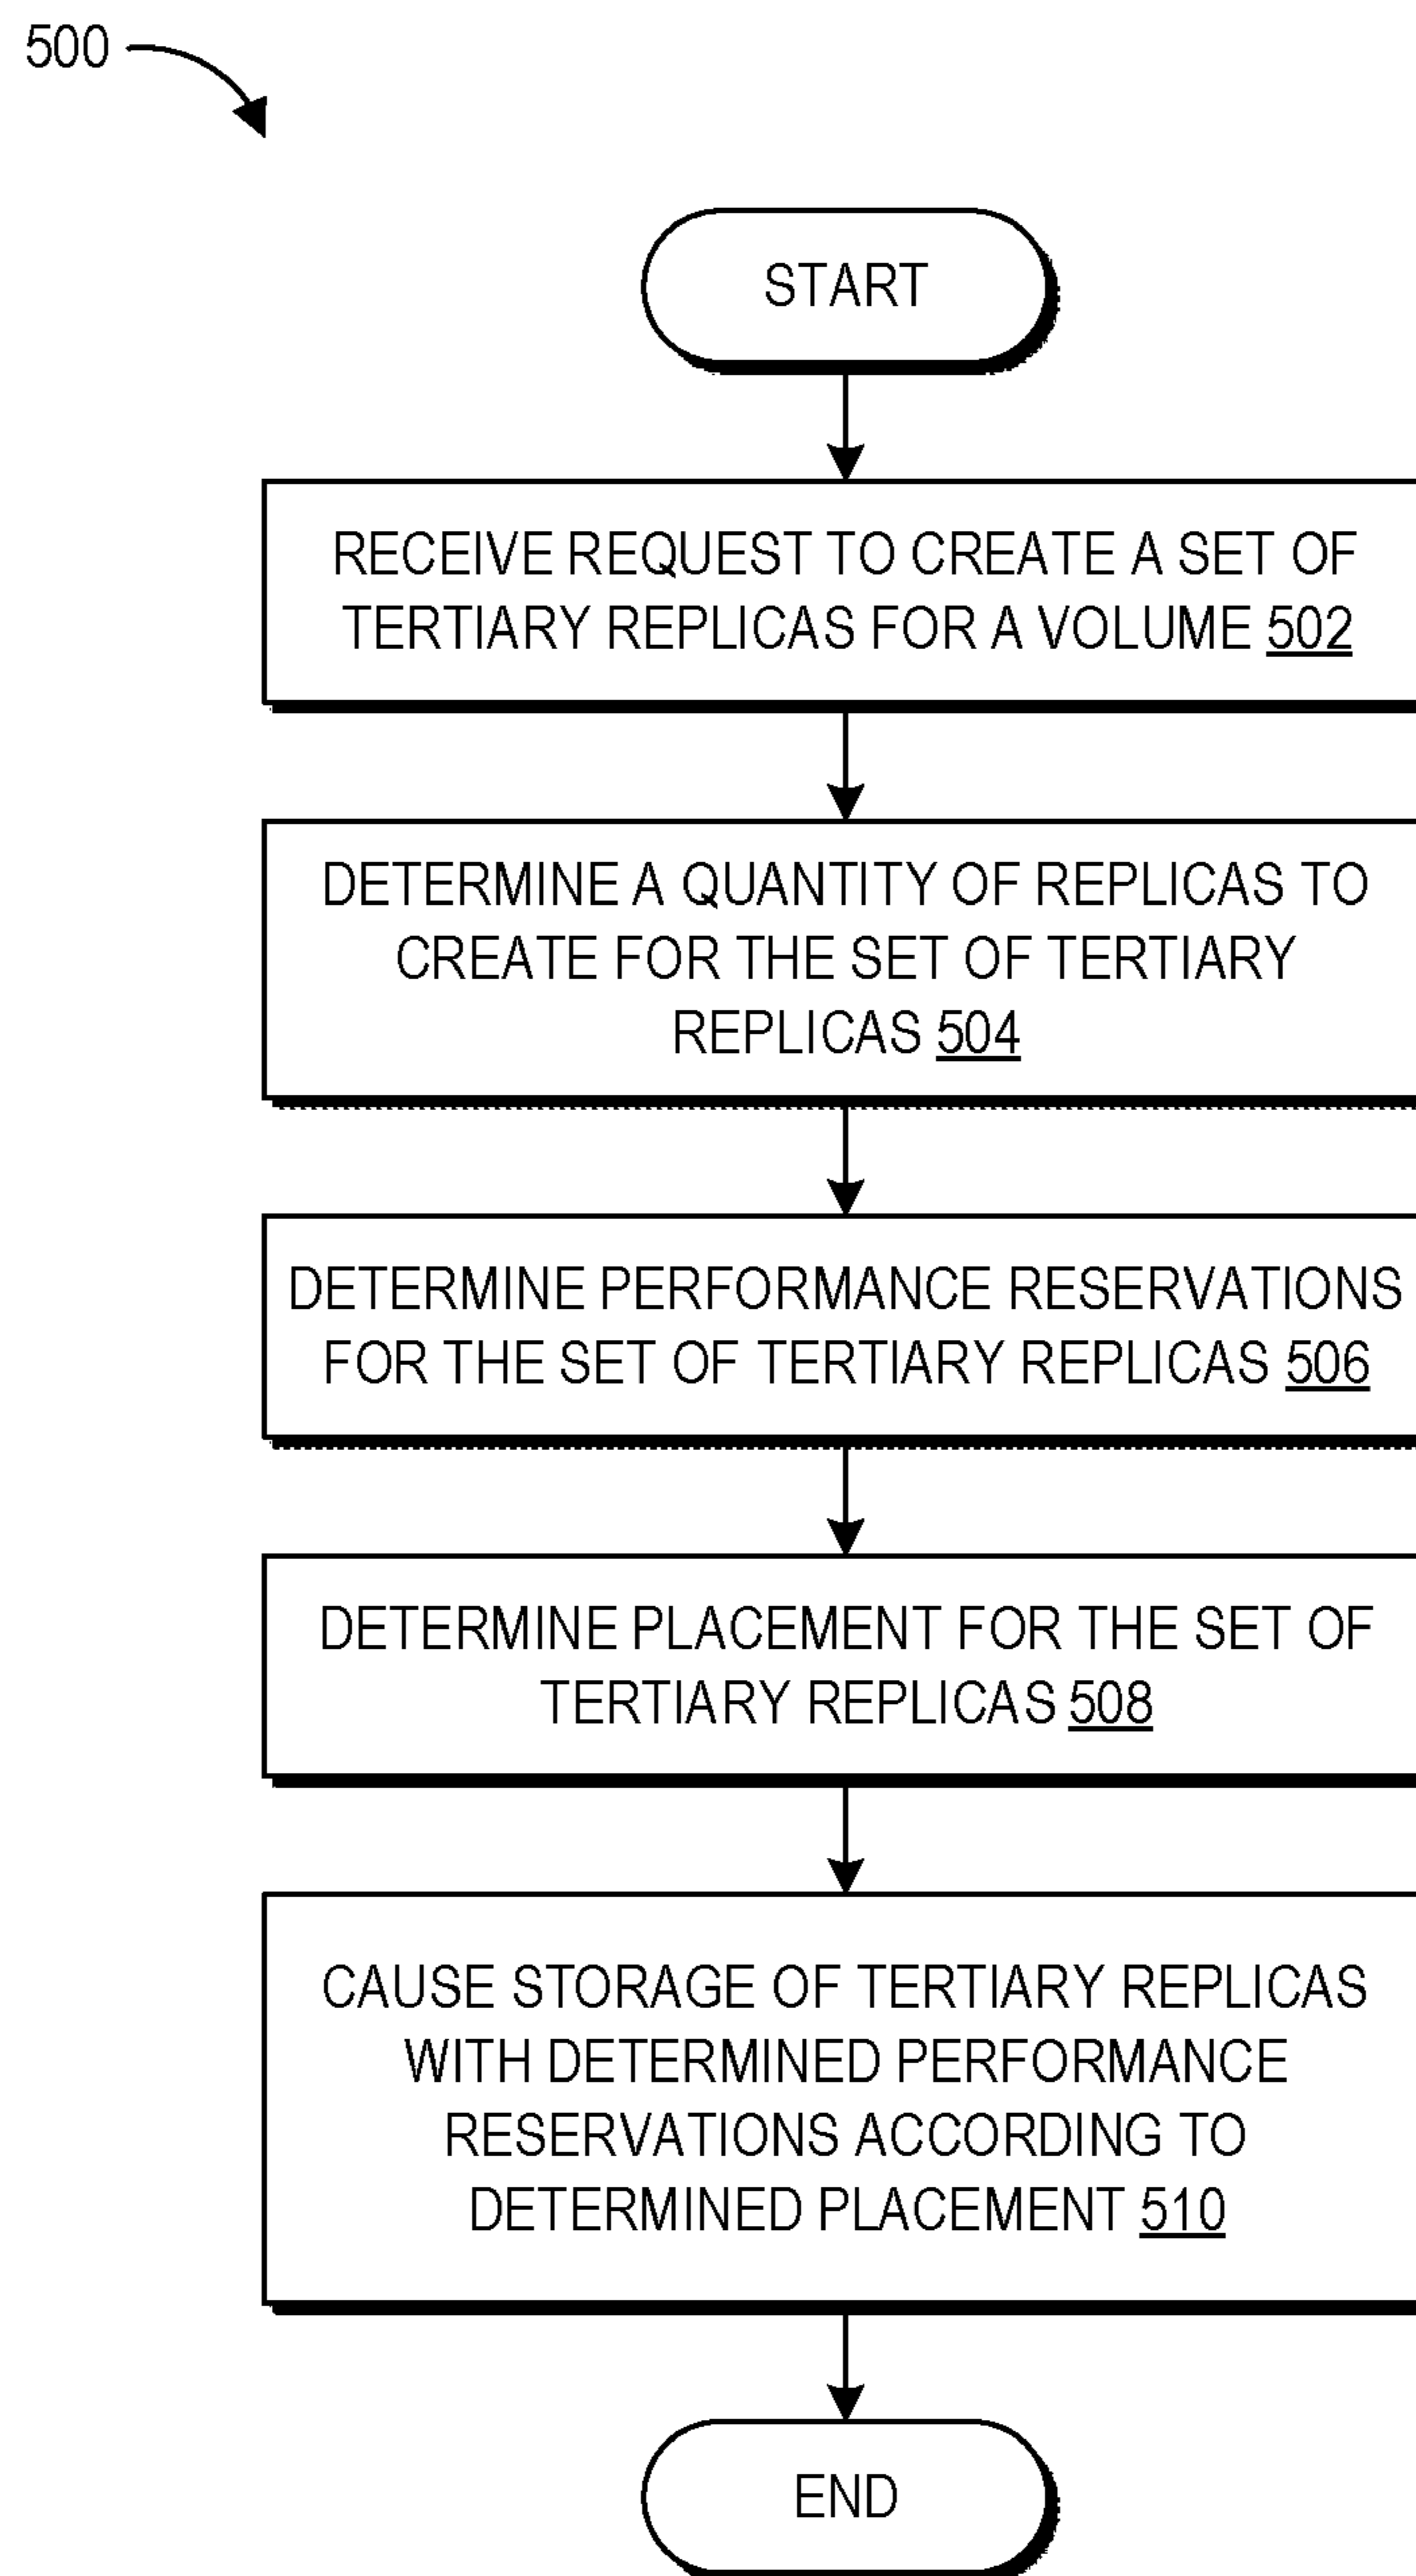 500
START
RECEIVE REQUEST TO CREATE A SET OF
TERTIARY REPLICAS FOR A VOLUME 502
DETERMINE A QUANTITY OF REPLICAS TO
CREATE FOR THE SET OF TERTIARY
REPLICAS 504
DETERMINE PERFORMANCE RESERVATIONS
FOR THE SET OF TERTIARY REPLICAS 506
DETERMINE PLACEMENT FOR THE SET OF
TERTIARY REPLICAS 508
CAUSE STORAGE OF TERTIARY REPLICAS
WITH DETERMINED PERFORMANCE
RESERVATIONS ACCORDING TO
DETERMINED PLACEMENT 510
END